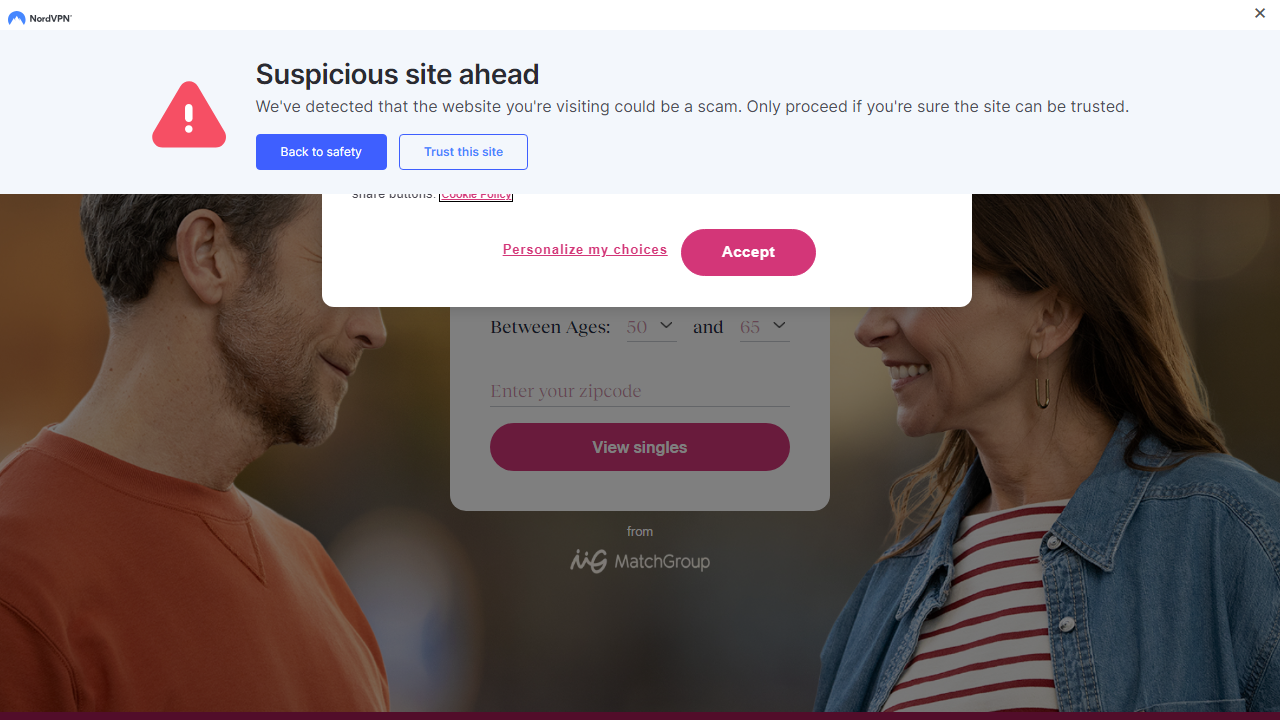 NordVPN
Suspicious site ahead
We've detected that the website you're visiting could be a scam. Only proceed if you're sure the site can be trusted.
Back to safety
Trust this site
share buttons. Cookie Policy
Personalize my choices
Accept
Between Ages: 50 and 65
Enter your zipcode
View singles
from
MG MatchGroup